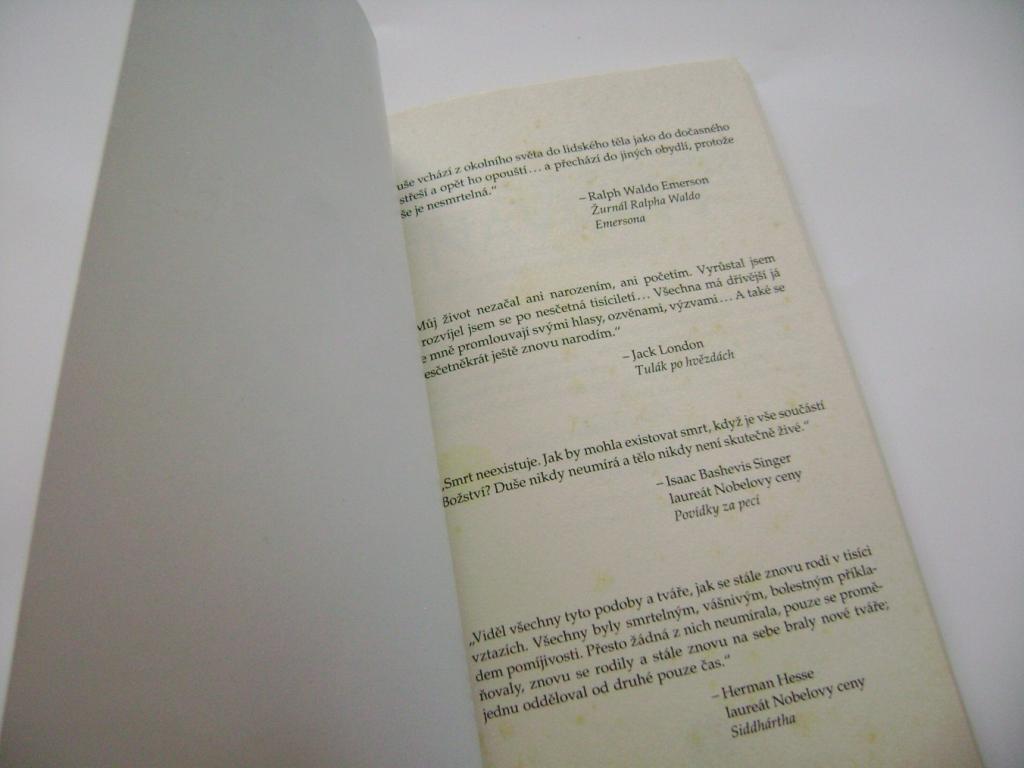 uše vchází z okolního světa do lidského těla jako do dočasného
střeší a opět ho opouští… a přechází do jiných obydlí, protože
še je nesmrtelná.“
– Ralph Waldo Emerson
Žurnál Ralpha Waldo
Emersona
Můj život nezačal ani narozením, ani početím. Vyrůstal jsem
rozvíjel jsem se po nesčetná tisíciletí… Všechna má dřívější já
e mně promlouvají svými hlasy, ozvěnami, výzvami… A také se
esčetněkrát ještě znovu narodím.“
– Jack London
Tulák po hvězdách
„Smrt neexistuje. Jak by mohla existovat smrt, když je vše součástí
Božství? Duše nikdy neumírá a tělo nikdy není skutečně živé.“
– Isaac Bashevis Singer
laureát Nobelovy ceny
Povídky za pecí
„Viděl všechny tyto podoby a tváře, jak se stále znovu rodí v tisíci
vztazích. Všechny byly smrtelným, vášnivým, bolestným příkla-
dem pomíjivosti. Přesto žádná z nich neumírala, pouze se promě-
ňovaly, znovu se rodily a stále znovu na sebe braly nové tváře;
jednu odděloval od druhé pouze čas.“
– Herman Hesse
laureát Nobelovy ceny
Siddhártha